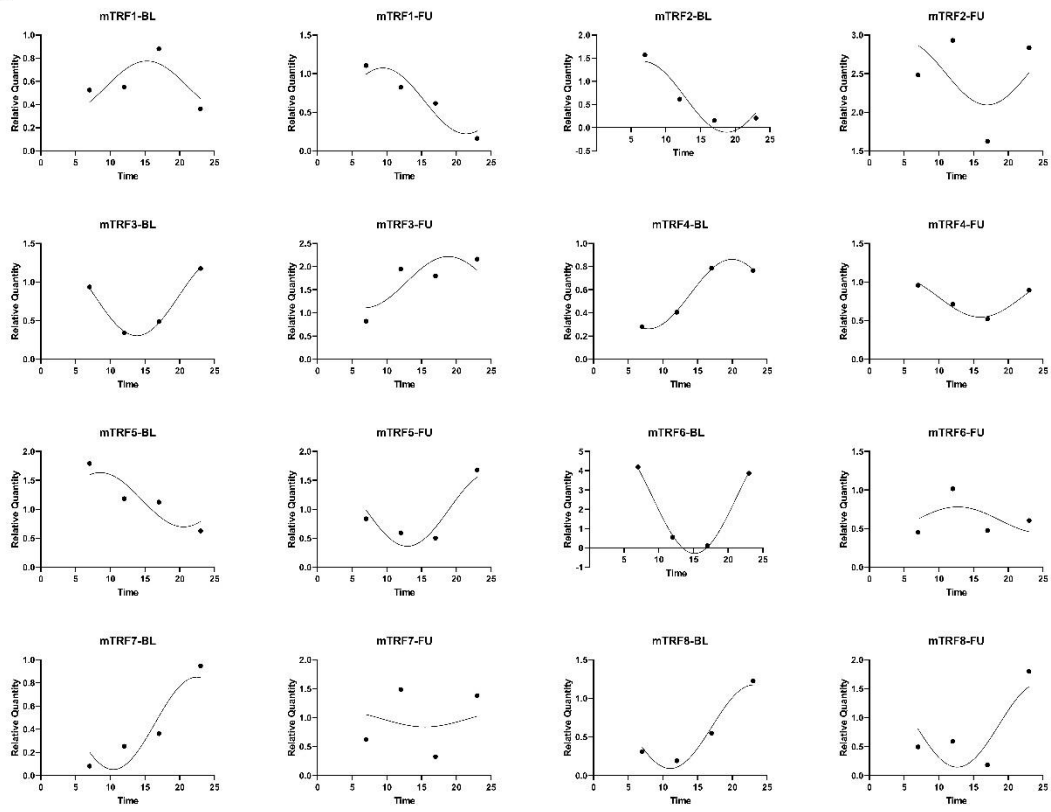 mTRF1-BL
Relative Quantity
1.0
0.8
0.6
0.4
0.2
0.0
0 5 10 15 20 25
Time
mTRF1-FU
Relative Quantity
1.5
1.0
0.5
0.0
0 5 10 15 20 25
Time
mTRF2-BL
Relative Quantity
2.0
1.5
1.0
0.5
0.0
-0.5
5 10 15 20 25
Time
mTRF2-FU
Relative Quantity
3.0
2.5
2.0
1.5
0 5 10 15 20 25
Time
mTRF3-BL
Relative Quantity
1.5
1.0
0.5
0.0
0 5 10 15 20 25
Time
mTRF3-FU
Relative Quantity
2.5
2.0
1.5
1.0
0.5
0.0
0 5 10 15 20 25
Time
mTRF4-BL
Relative Quantity
1.0
0.8
0.6
0.4
0.2
0.0
0 5 10 15 20 25
Time
mTRF4-FU
Relative Quantity
1.5
1.0
0.5
0.0
0 5 10 15 20 25
Time
mTRF5-BL
Relative Quantity
2.0
1.5
1.0
0.5
0.0
0 5 10 15 20 25
Time
mTRF5-FU
Relative Quantity
2.0
1.5
1.0
0.5
0.0
0 5 10 15 20 25
Time
mTRF6-BL
Relative Quantity
5
4
3
2
1
0
-1
5 10 15 20 25
Time
mTRF6-FU
Relative Quantity
1.5
1.0
0.5
0.0
0 5 10 15 20 25
Time
mTRF7-BL
Relative Quantity
1.0
0.8
0.6
0.4
0.2
0.0
0 5 10 15 20 25
Time
mTRF7-FU
Relative Quantity
2.0
1.5
1.0
0.5
0.0
0 5 10 15 20 25
Time
mTRF8-BL
Relative Quantity
1.5
1.0
0.5
0.0
0 5 10 15 20 25
Time
mTRF8-FU
Relative Quantity
2.0
1.5
1.0
0.5
0.0
0 5 10 15 20 25
Time